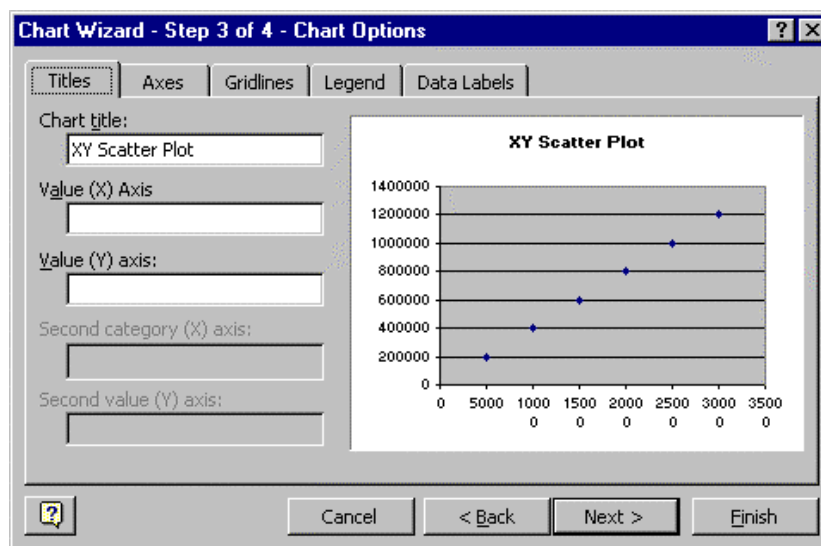 Chart Wizard - Step 3 of 4 - Chart Options
Titles Axes Gridlines Legend Data Labels
Chart title:
XY Scatter Plot
Value (X) Axis
Value (Y) axis:
Second category (X) axis:
Second value (Y) axis:
XY Scatter Plot
1400000
1200000
1000000
800000
600000
400000
200000
0
0 5000 1000 1500 2000 2500 3000 3500
0 0 0 0 0 0
Cancel < Back Next > Finish